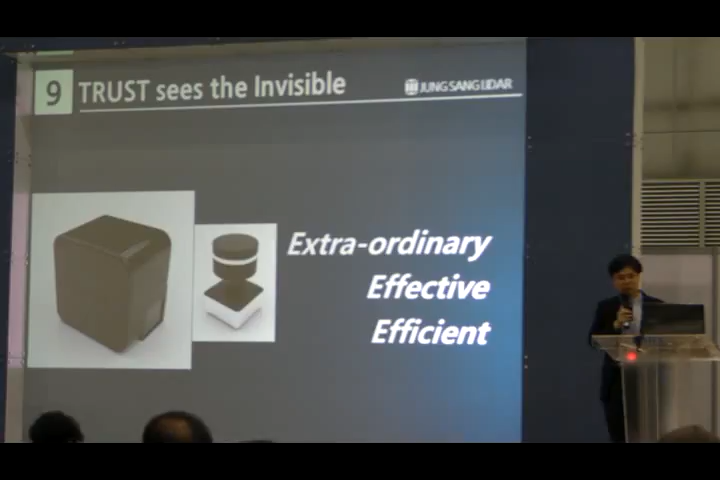 9 TRUST sees the Invisible
JUNG SANG LIDAR
Extra-ordinary
Effective
Efficient